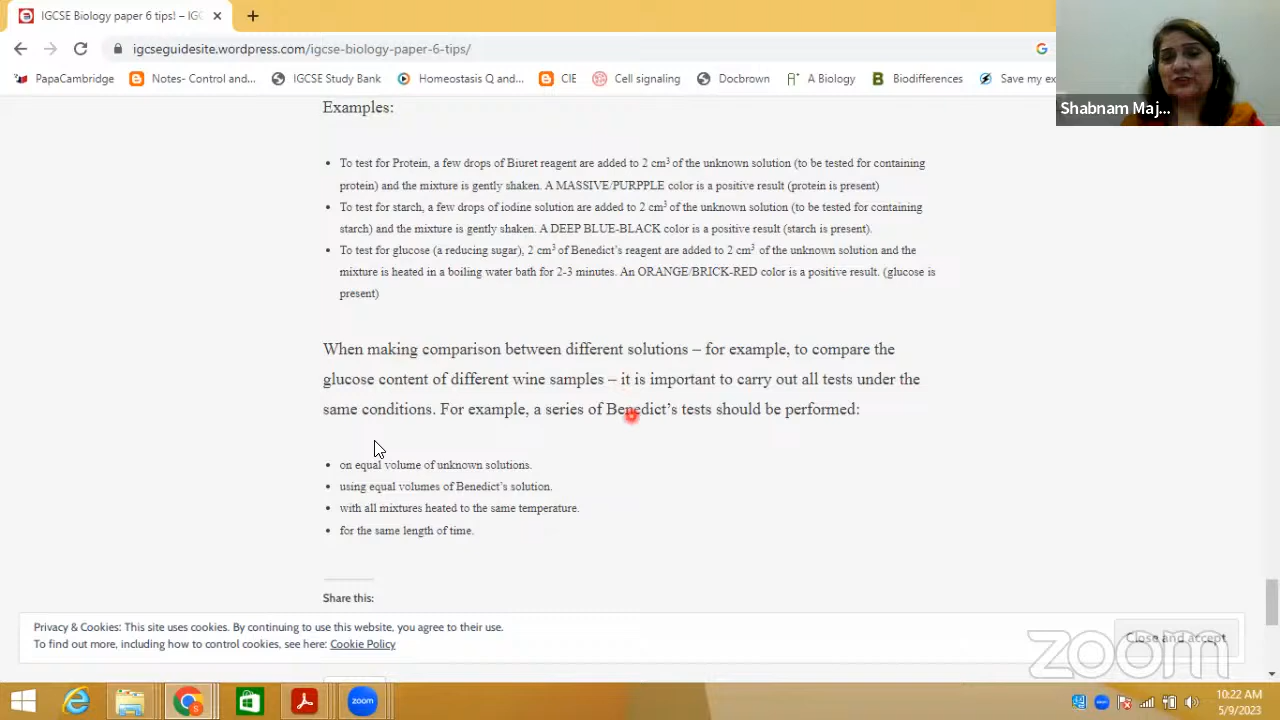 IGCSE Biology paper 6 tips! – IGC
igcseguidesite.wordpress.com/igcse-biology-paper-6-tips/
PapaCambridge Notes- Control and... IGCSE Study Bank Homeostasis Q and... CIE Cell signaling Docbrown A Biology Biodifferences Save my ex
Shabnam Maj...
Examples:
• To test for Protein, a few drops of Biuret reagent are added to 2 cm³ of the unknown solution (to be tested for containing
protein) and the mixture is gently shaken. A MASSIVE/PURPPLE color is a positive result (protein is present)
• To test for starch, a few drops of iodine solution are added to 2 cm³ of the unknown solution (to be tested for containing
starch) and the mixture is gently shaken. A DEEP BLUE-BLACK color is a positive result (starch is present).
• To test for glucose (a reducing sugar), 2 cm³ of Benedict's reagent are added to 2 cm³ of the unknown solution and the
mixture is heated in a boiling water bath for 2-3 minutes. An ORANGE/BRICK-RED color is a positive result. (glucose is
present)
When making comparison between different solutions – for example, to compare the
glucose content of different wine samples – it is important to carry out all tests under the
same conditions. For example, a series of Benedict's tests should be performed:
• on equal volume of unknown solutions.
• using equal volumes of Benedict's solution.
• with all mixtures heated to the same temperature.
• for the same length of time.
Share this:
Privacy & Cookies: This site uses cookies. By continuing to use this website, you agree to their use.
To find out more, including how to control cookies, see here: Cookie Policy
Close and accept
zoom
zoom
10:22 AM
5/9/2023